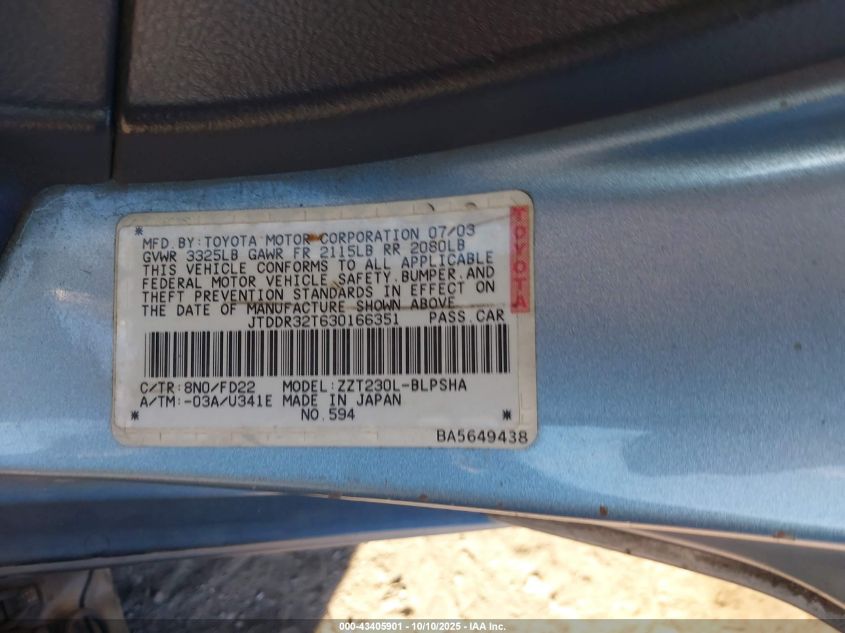 MFD.BY:TOYOTA MOTOR CORPORATION 07/03
GVWR 3325LB GAWR FR 2115LB RR 2080LB
THIS VEHICLE CONFORMS TO ALL APPLICABLE
FEDERAL MOTOR VEHICLE SAFETY,BUMPER,AND
THEFT PREVENTION STANDARDS IN EFFECT ON
THE DATE OF MANUFACTURE SHOWN ABOVE.
JTDDR32T630166351 PASS.CAR
C/TR:8N0/FD22 MODEL:ZZT230L-BLPSHA
A/TM:-03A/U341E MADE IN JAPAN
NO.594
BA5649438
TOYOTA
000-43405901 - 10/10/2025 - IAA Inc.